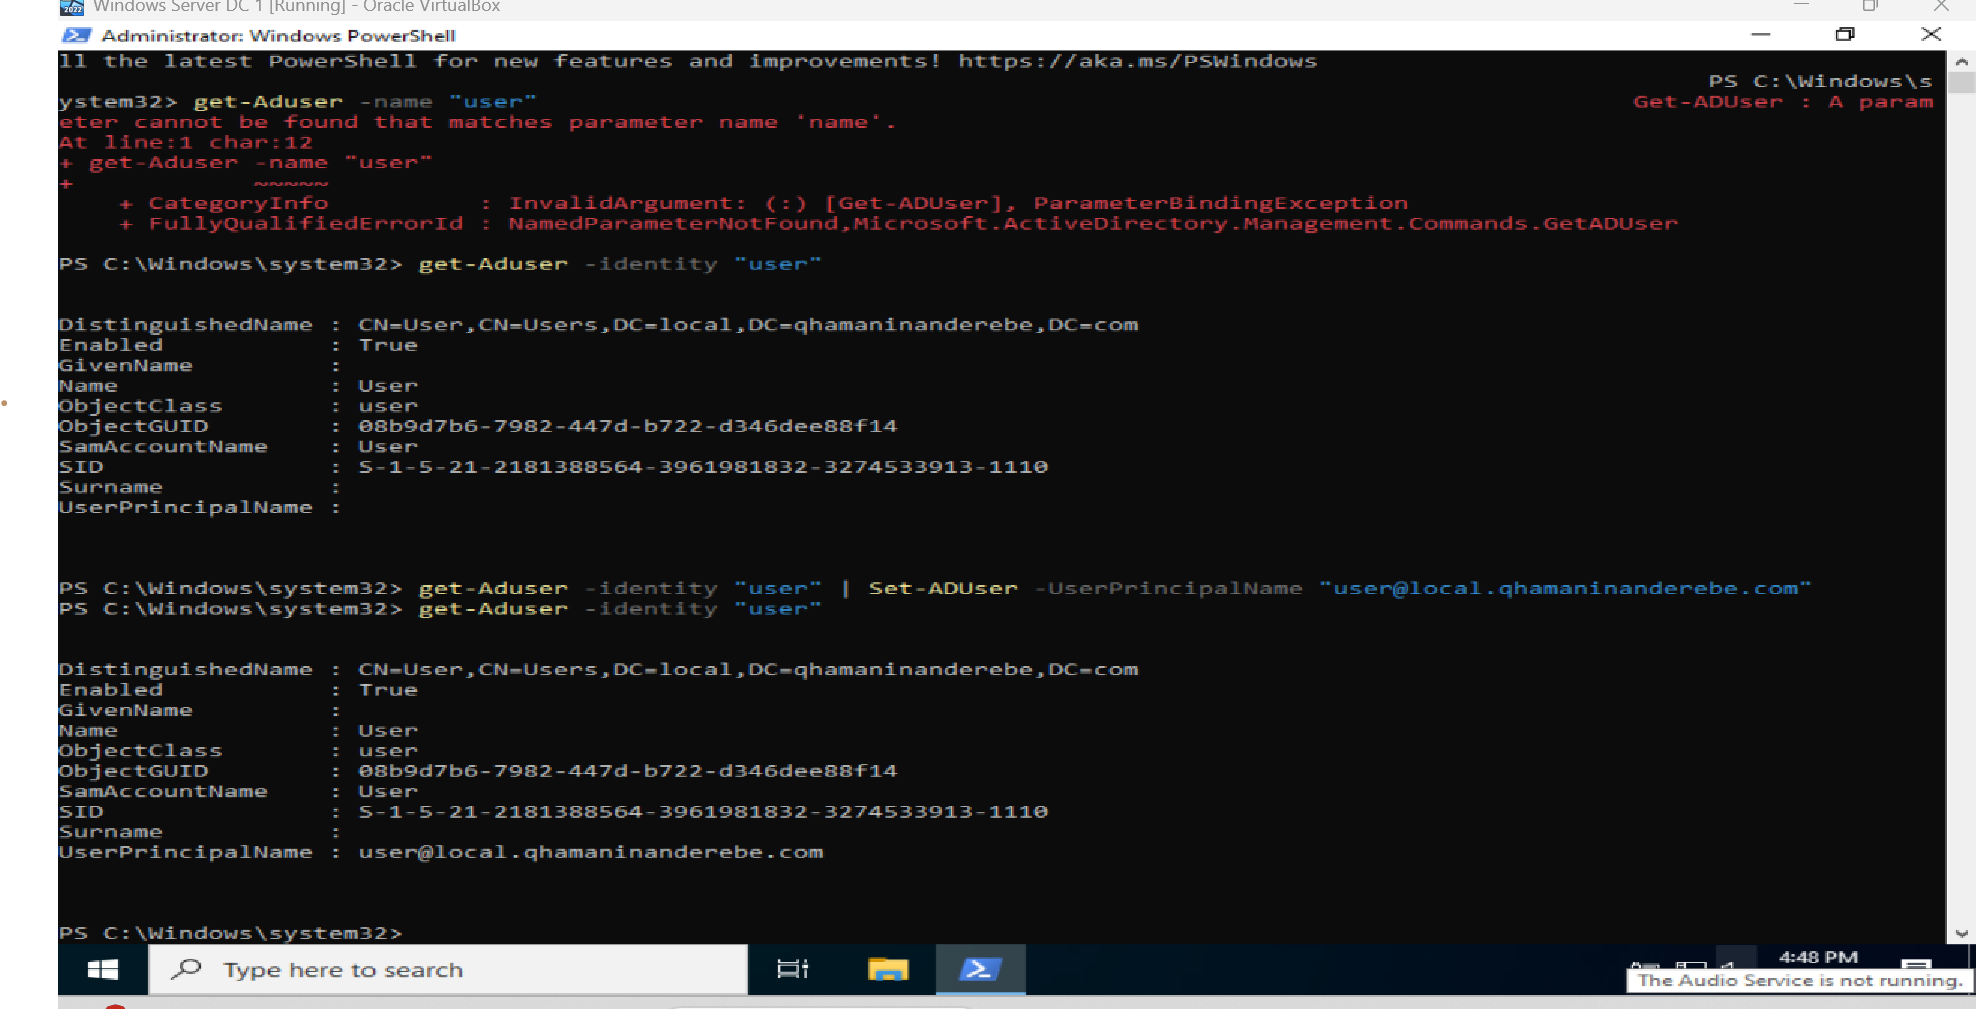 Windows Server DC 1 [Running] - Oracle VirtualBox
Administrator: Windows PowerShell
ll the latest PowerShell for new features and improvements! https://aka.ms/PSWindows
PS C:\Windows\s
ystem32> get-Aduser -name "user"
Get-ADUser : A param
eter cannot be found that matches parameter name 'name'.
At line:1 char:12
+ get-Aduser -name "user"
+ ~~~~~
+ CategoryInfo : InvalidArgument: (:) [Get-ADUser], ParameterBindingException
+ FullyQualifiedErrorId : NamedParameterNotFound,Microsoft.ActiveDirectory.Management.Commands.GetADUser
PS C:\Windows\system32> get-Aduser -identity "user"
DistinguishedName : CN=User,CN=Users,DC=local,DC=qhamaninanderebe,DC=com
Enabled : True
GivenName :
Name : User
ObjectClass : user
ObjectGUID : 08b9d7b6-7982-447d-b722-d346dee88f14
SamAccountName : User
SID : S-1-5-21-2181388564-3961981832-3274533913-1110
Surname :
UserPrincipalName :
PS C:\Windows\system32> get-Aduser -identity "user" | Set-ADUser -UserPrincipalName "user@local.qhamaninanderebe.com"
PS C:\Windows\system32> get-Aduser -identity "user"
DistinguishedName : CN=User,CN=Users,DC=local,DC=qhamaninanderebe,DC=com
Enabled : True
GivenName :
Name : User
ObjectClass : user
ObjectGUID : 08b9d7b6-7982-447d-b722-d346dee88f14
SamAccountName : User
SID : S-1-5-21-2181388564-3961981832-3274533913-1110
Surname :
UserPrincipalName : user@local.qhamaninanderebe.com
PS C:\Windows\system32>
Type here to search
4:48 PM
The Audio Service is not running.